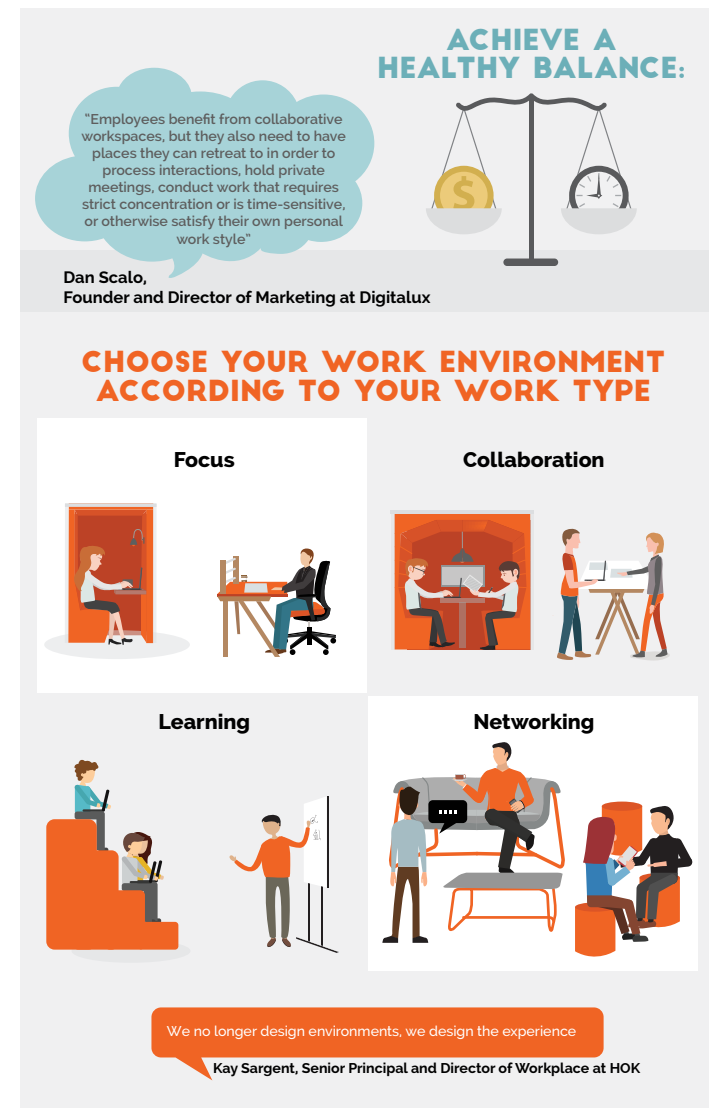 ACHIEVE A
HEALTHY BALANCE:
"Employees benefit from collaborative
workspaces, but they also need to have
places they can retreat to in order to
process interactions, hold private
meetings, conduct work that requires
strict concentration or is time-sensitive,
or otherwise satisfy their own personal
work style”
$
Dan Scalo,
Founder and Director of Marketing at Digitalux
CHOOSE YOUR WORK ENVIRONMENT
ACCORDING TO YOUR WORK TYPE
Focus
Collaboration
Learning
Networking
We no longer design environments, we design the experience
Kay Sargent, Senior Principal and Director of Workplace at HOK